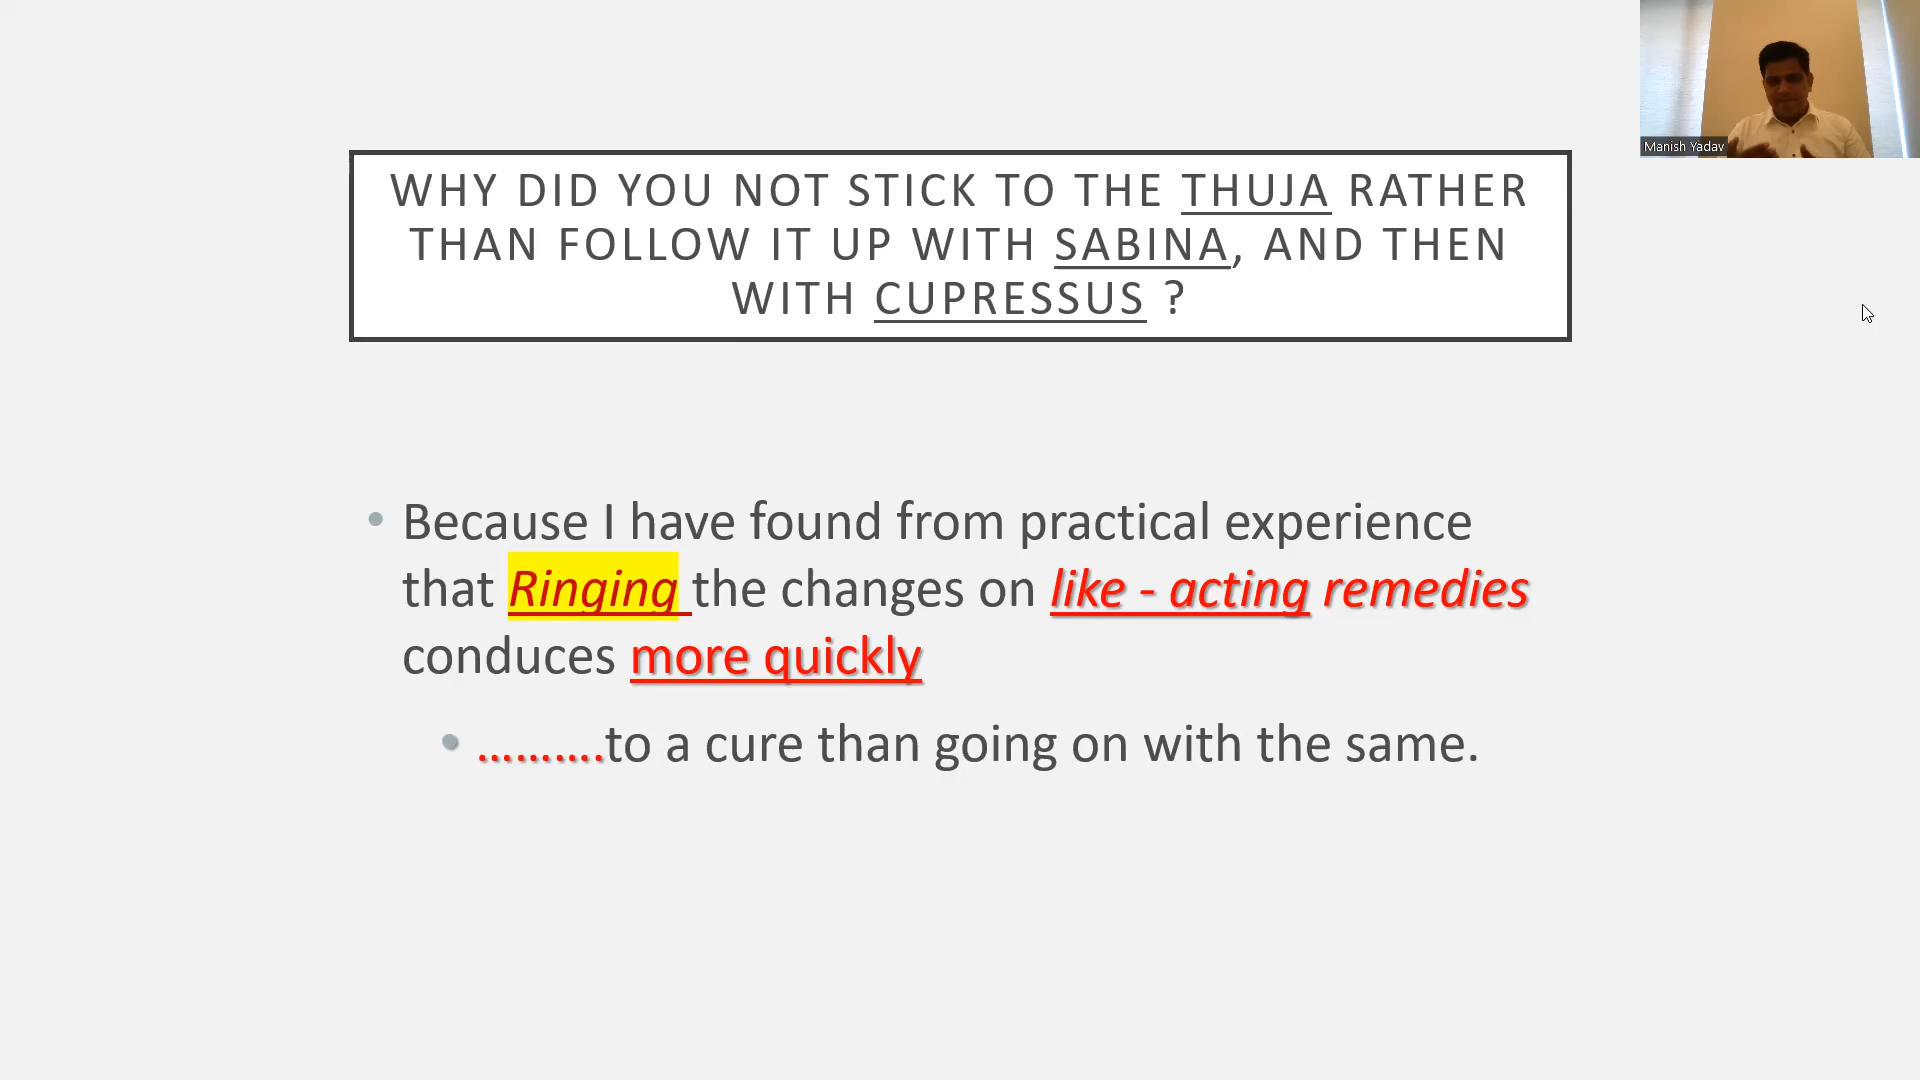 Manish Yadav
WHY DID YOU NOT STICK TO THE THUJA RATHER
THAN FOLLOW IT UP WITH SABINA, AND THEN
WITH CUPRESSUS ?
• Because I have found from practical experience
that Ringing the changes on like - acting remedies
conduces more quickly
• ..........to a cure than going on with the same.